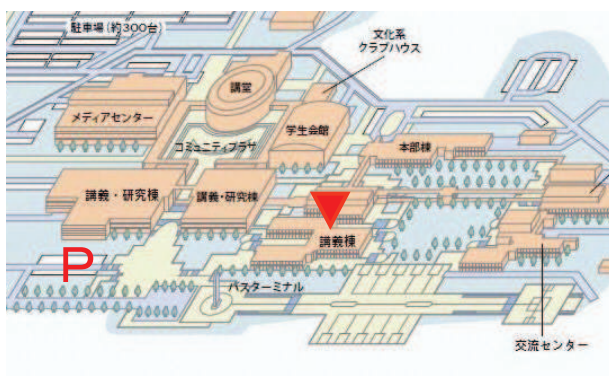 駐車場(約300台)
文化系
クラブハウス
講堂
メディアセンター
学生会館
コミュニティプラザ
本部棟
講義・研究棟
講義・研究棟
講義棟
P
バスターミナル
交流センター